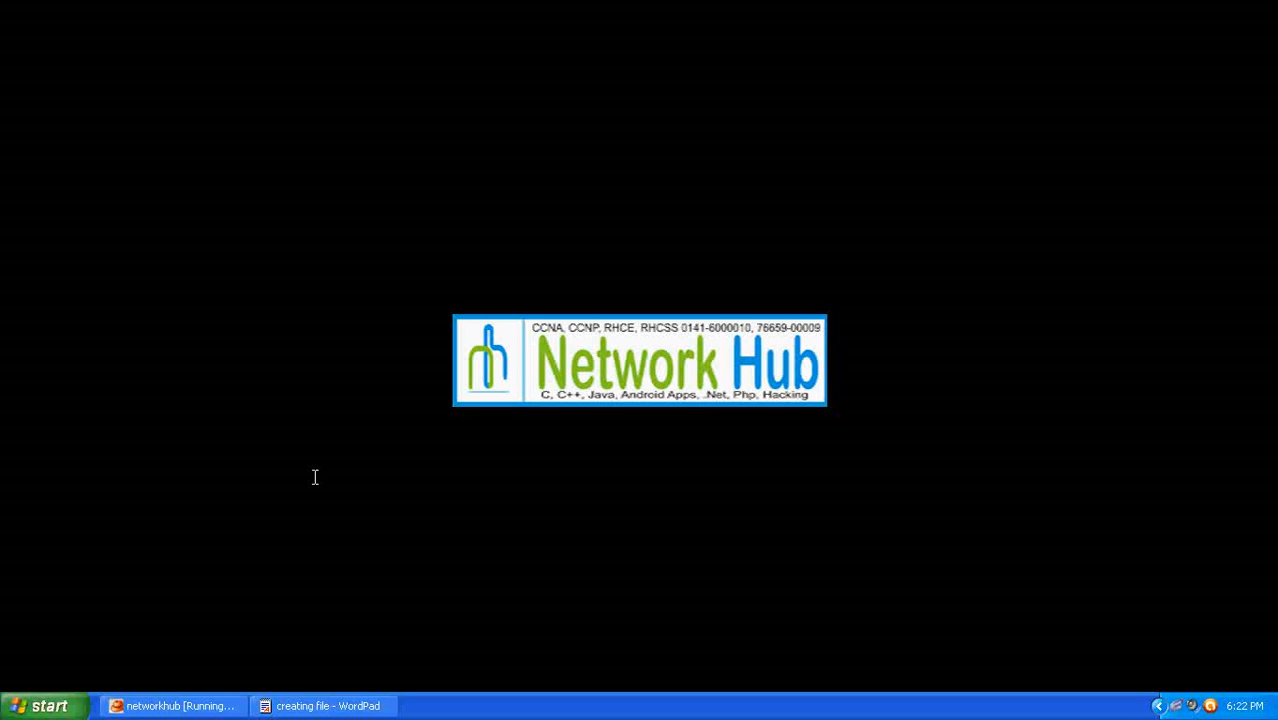 CCNA, CCNP, RHCE, RHCSS 0141-6000010, 76659-00009
Network Hub
C, C++, Java, Android Apps, .Net, Php, Hacking
start
networkhub [Running...
creating file - WordPad
6:22 PM